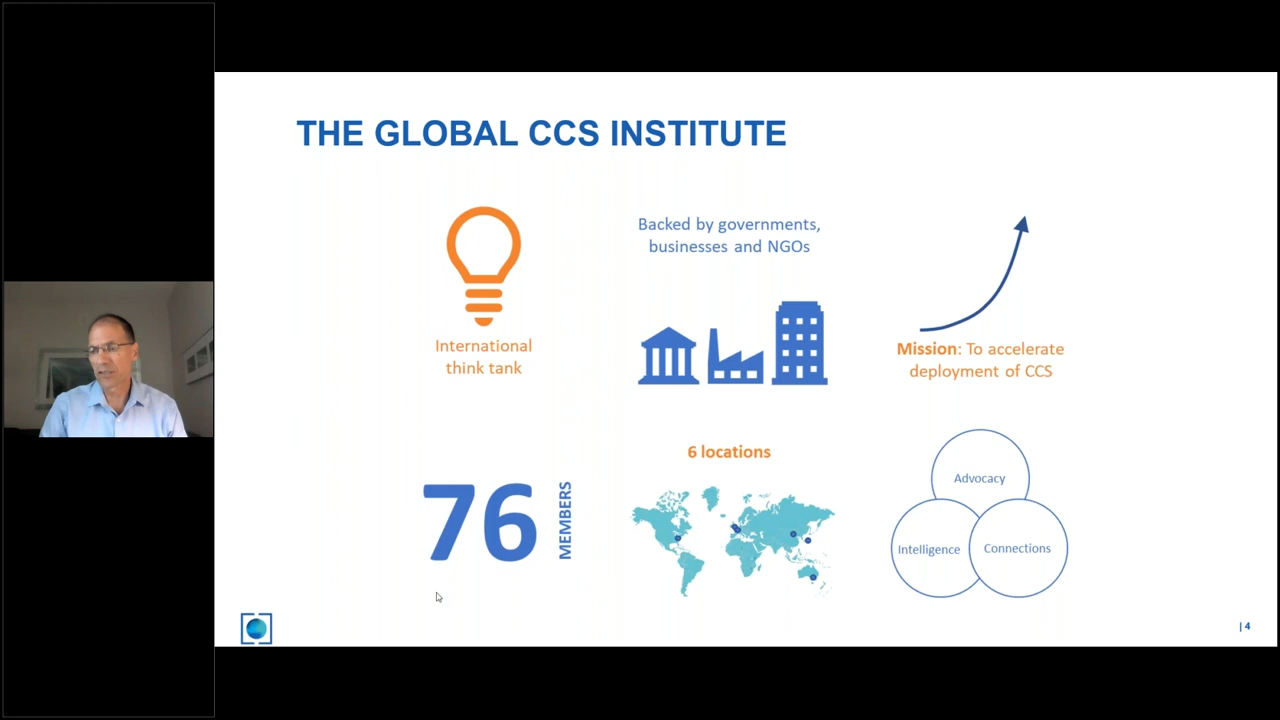 THE GLOBAL CCS INSTITUTE
International
think tank
Backed by governments,
businesses and NGOs
Mission: To accelerate
deployment of CCS
76
MEMBERS
6 locations
Advocacy
Intelligence
Connections
| 4